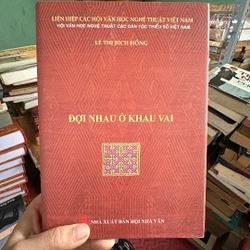 LIÊN HIỆP CÁC HỘI VĂN HỌC NGHỆ THUẬT VIỆT NAM
HỘI VĂN HỌC NGHỆ THUẬT CÁC DÂN TỘC THIỂU SỐ VIỆT NAM
LÊ THỊ BÍCH HỒNG
ĐỢI NHAU Ở KHAU VAI
NHÀ XUẤT BẢN HỘI NHÀ VĂN